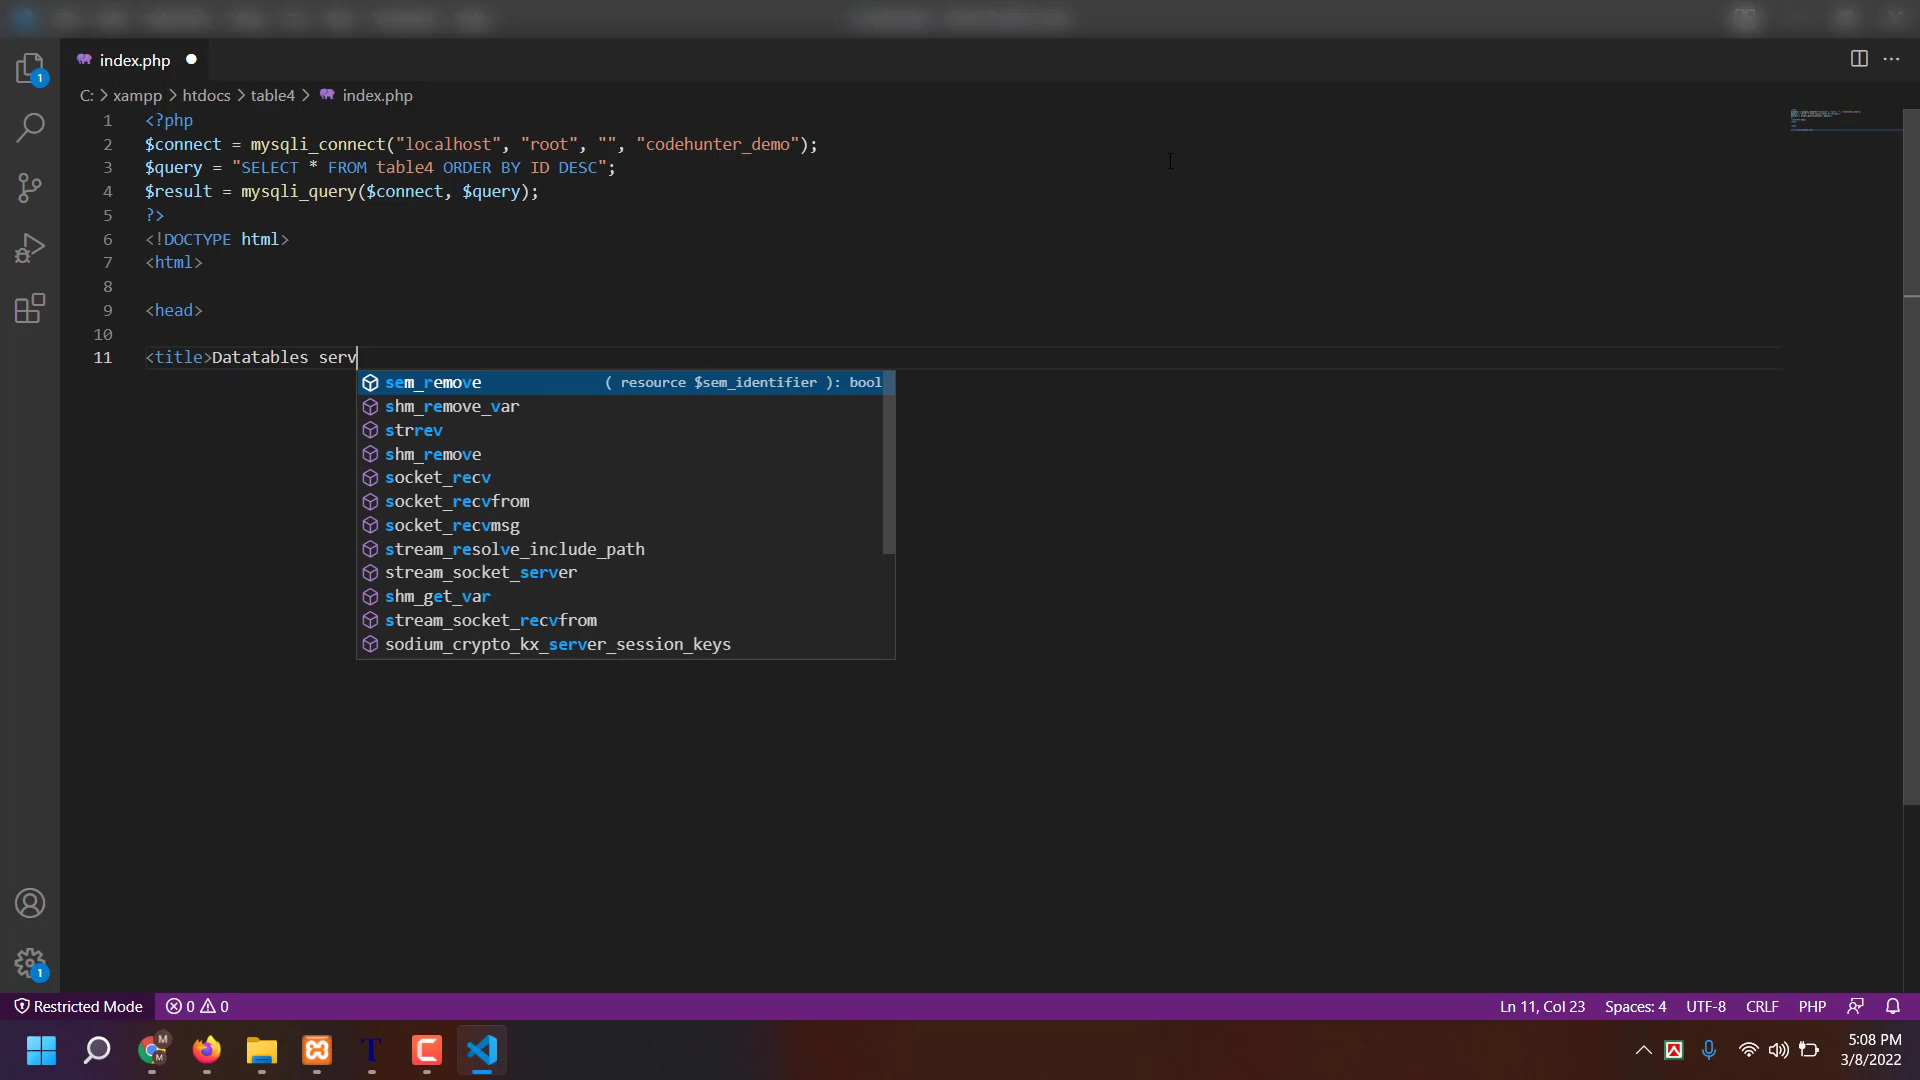 index.php
C: > xampp > htdocs > table4 > index.php
1 <?php
2 $connect = mysqli_connect("localhost", "root", "", "codehunter_demo");
3 $query = "SELECT * FROM table4 ORDER BY ID DESC";
4 $result = mysqli_query($connect, $query);
5 ?>
6 <!DOCTYPE html>
7 <html>
8
9 <head>
10
11 <title>Datatables serv
sem_remove ( resource $sem_identifier ): bool
shm_remove_var
strrev
shm_remove
socket_recv
socket_recvfrom
socket_recvmsg
stream_resolve_include_path
stream_socket_server
shm_get_var
stream_socket_recvfrom
sodium_crypto_kx_server_session_keys
1
1
Restricted Mode 0 0 Ln 11, Col 23 Spaces: 4 UTF-8 CRLF PHP
M
M
T
C
5:08 PM
3/8/2022